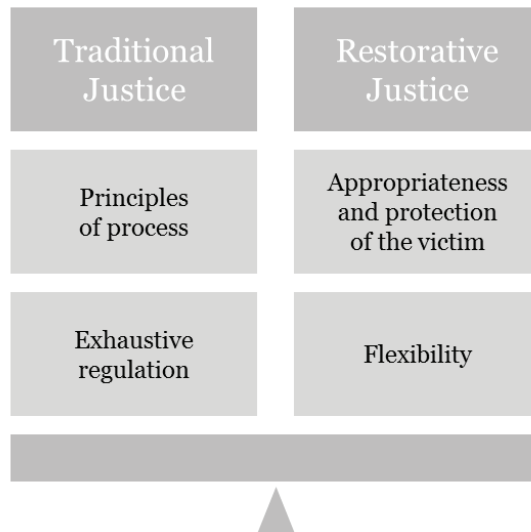 Traditional
Justice
Restorative
Justice
Principles
of process
Appropriateness
and protection
of the victim
Exhaustive
regulation
Flexibility